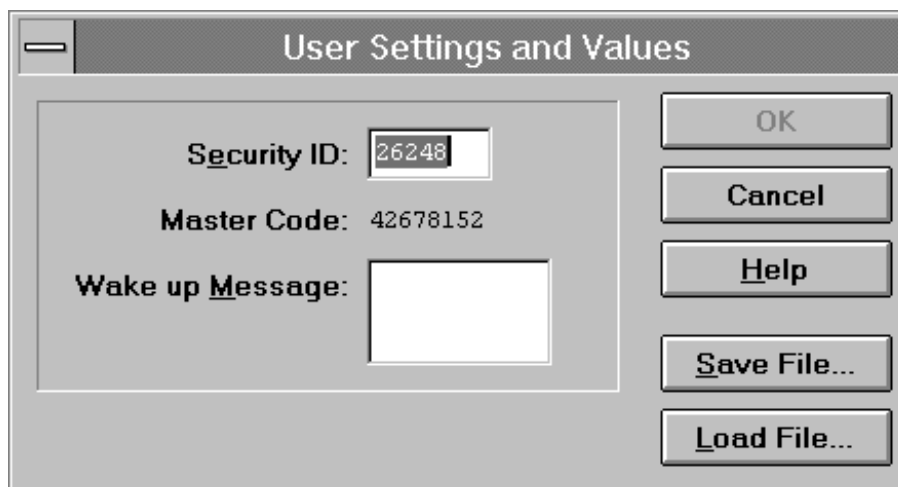 User Settings and Values
Security ID: 26248
Master Code: 42678152
Wake up Message:
OK
Cancel
Help
Save File...
Load File...